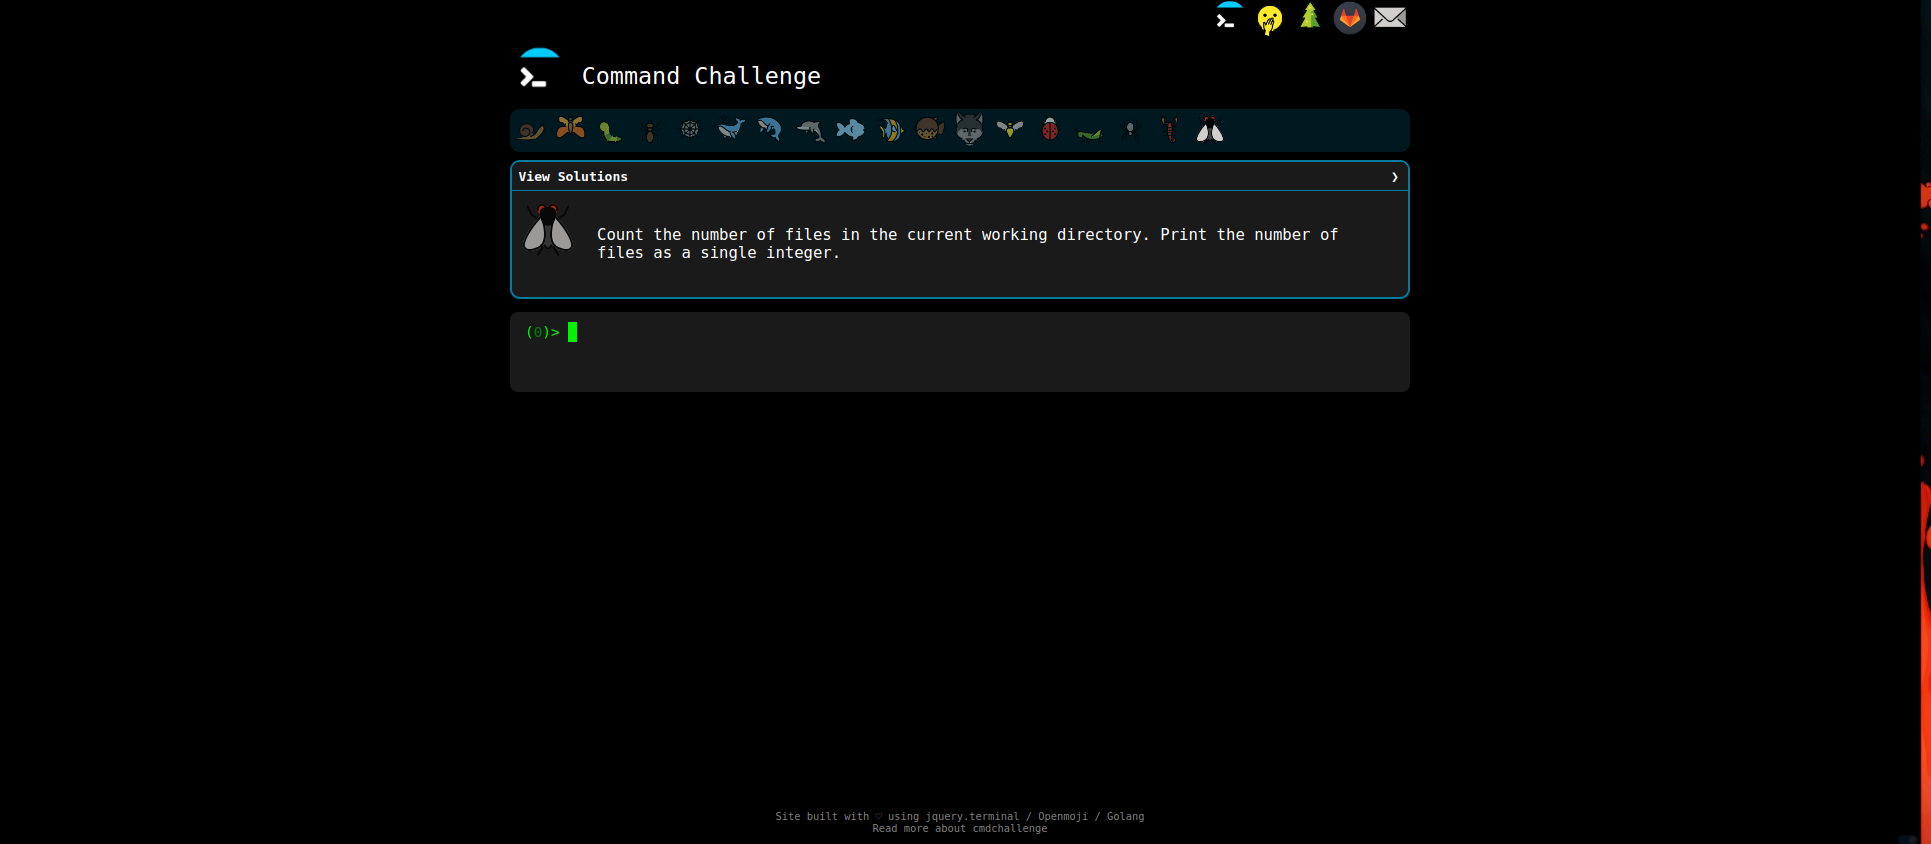 Command Challenge
View Solutions ❯
Count the number of files in the current working directory. Print the number of
files as a single integer.
(0)>
Site built with ♡ using jquery.terminal / Openmoji / Golang
Read more about cmdchallenge